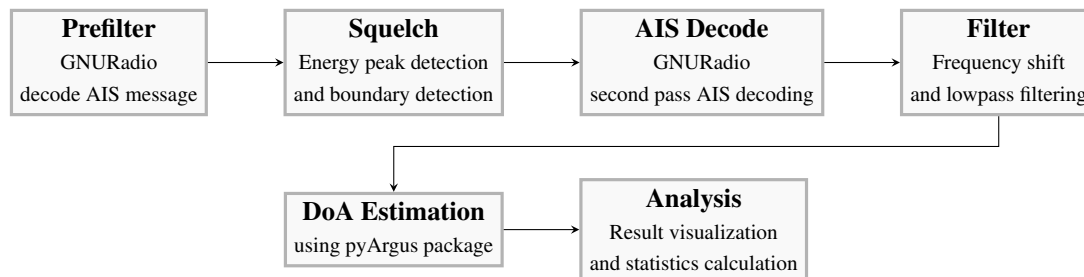 Prefilter
GNURadio
decode AIS message
Squelch
Energy peak detection
and boundary detection
AIS Decode
GNURadio
second pass AIS decoding
Filter
Frequency shift
and lowpass filtering
DoA Estimation
using pyArgus package
Analysis
Result visualization
and statistics calculation